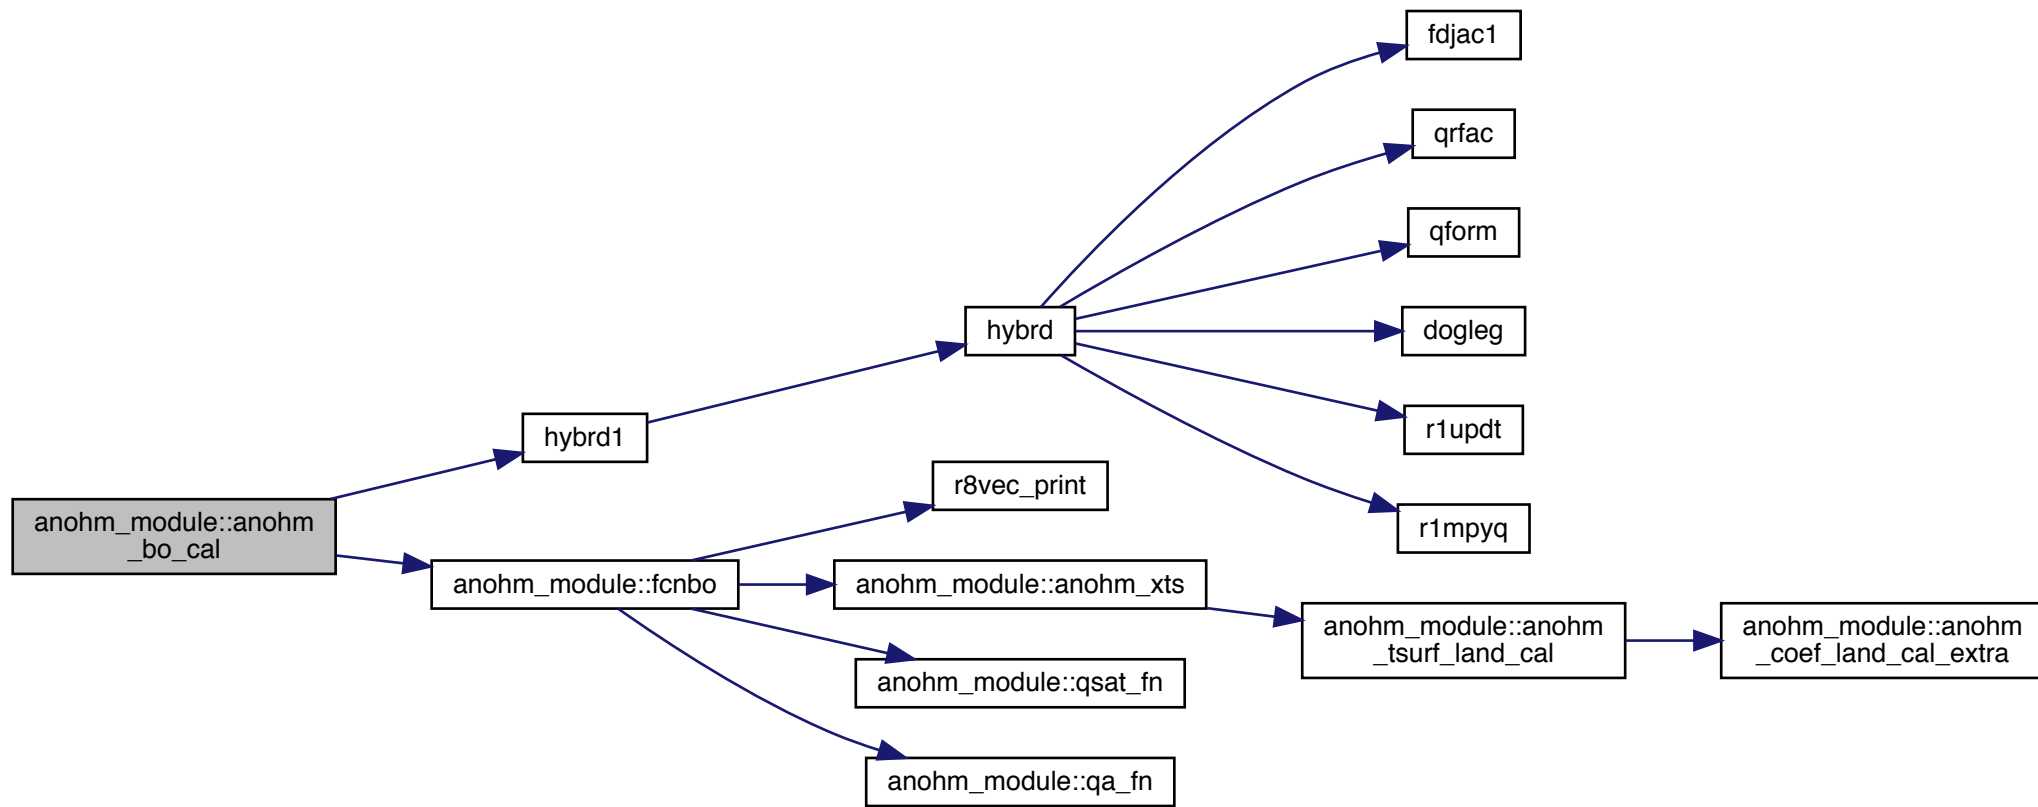 fdjac1
qrfac
qform
hybrd
dogleg
hybrd1
r1updt
r8vec_print
r1mpyq
anohm_module::anohm
_bo_cal
anohm_module::fcnbo
anohm_module::anohm_xts
anohm_module::anohm
_tsurf_land_cal
anohm_module::anohm
_coef_land_cal_extra
anohm_module::qsat_fn
anohm_module::qa_fn